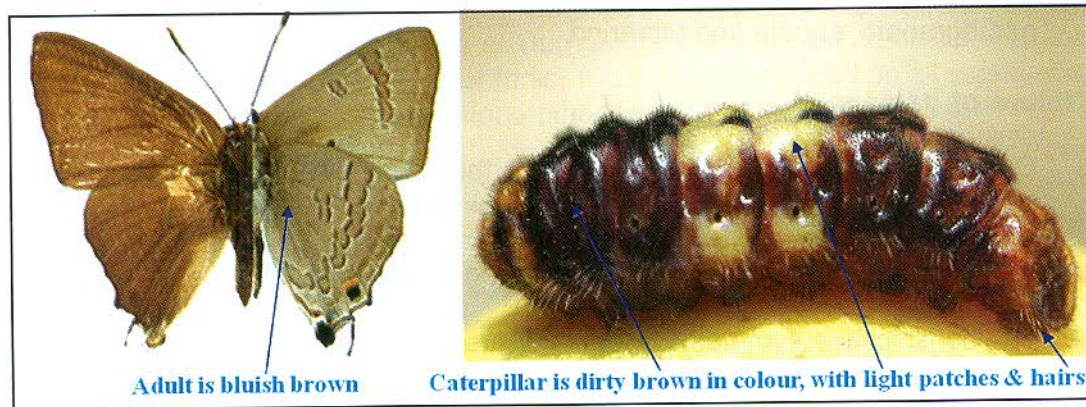 Adult is bluish brown
Caterpillar is dirty brown in colour, with light patches & hairs